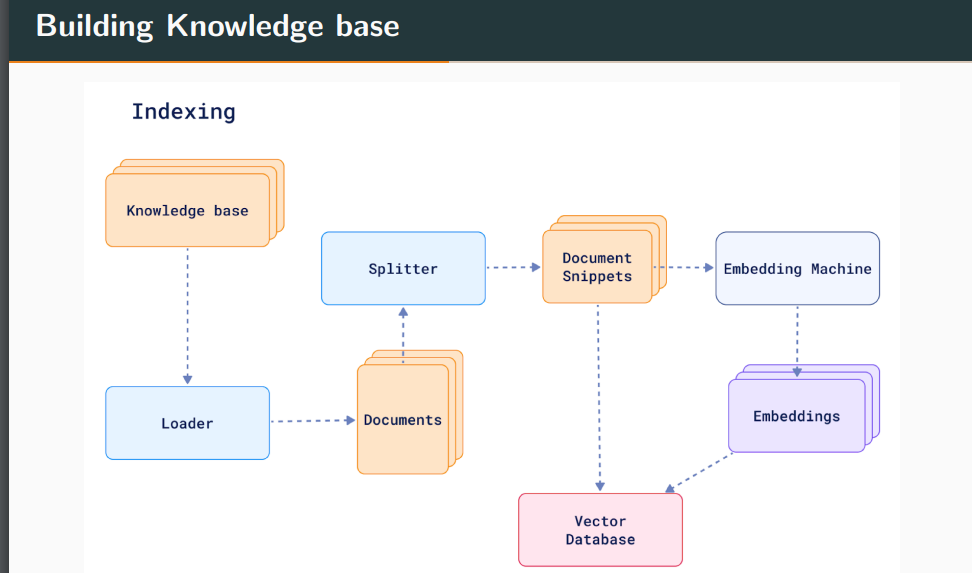 Building Knowledge base
Indexing
Knowledge base
Loader
Documents
Splitter
Document
Snippets
Embedding Machine
Embeddings
Vector
Database